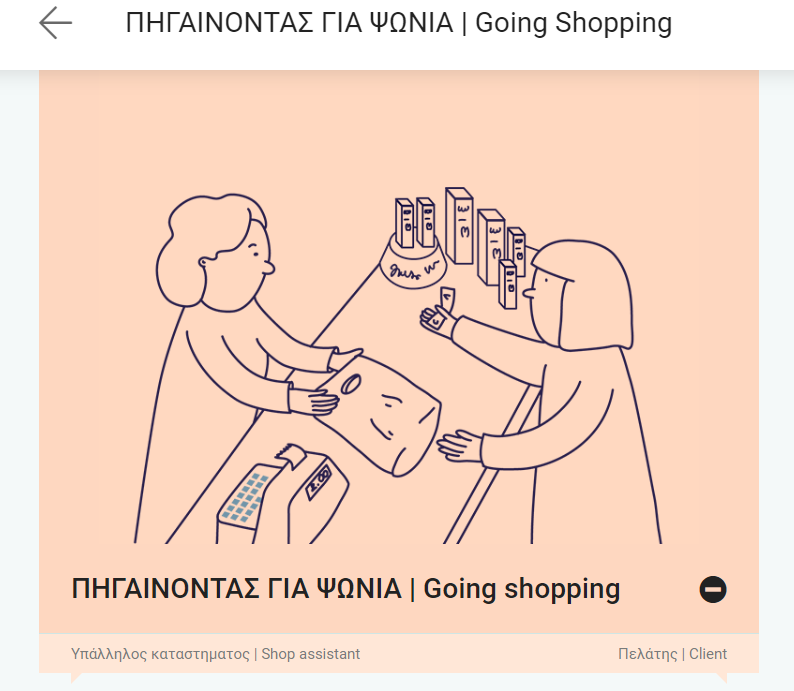 ΠΗΓΑΙΝΟΝΤΑΣ ΓΙΑ ΨΩΝΙΑ | Going Shopping
ΠΗΓΑΙΝΟΝΤΑΣ ΓΙΑ ΨΩΝΙΑ | Going shopping
Υπάλληλος καταστηματος | Shop assistant
Πελάτης | Client